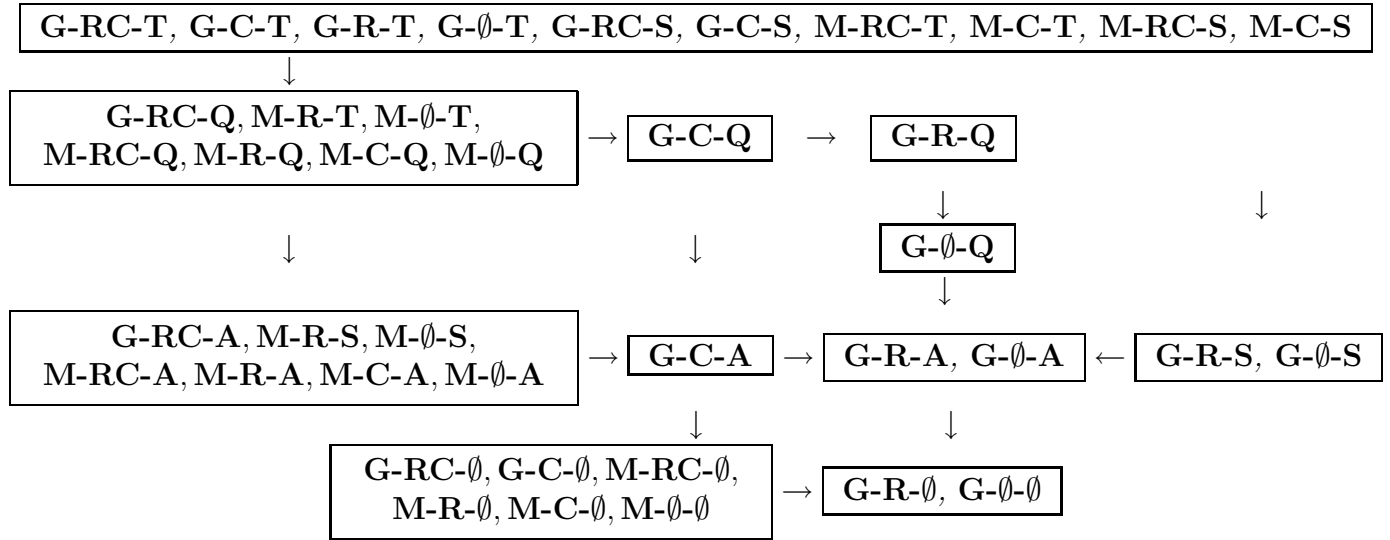 G-RC-T, G-C-T, G-R-T, G-∅-T, G-RC-S, G-C-S, M-RC-T, M-C-T, M-RC-S, M-C-S
↓
G-RC-Q, M-R-T, M-∅-T,
M-RC-Q, M-R-Q, M-C-Q, M-∅-Q
→ G-C-Q → G-R-Q
↓ ↓
↓ ↓ G-∅-Q
↓
G-RC-A, M-R-S, M-∅-S,
M-RC-A, M-R-A, M-C-A, M-∅-A
→ G-C-A → G-R-A, G-∅-A ← G-R-S, G-∅-S
↓ ↓
G-RC-∅, G-C-∅, M-RC-∅,
M-R-∅, M-C-∅, M-∅-∅
→ G-R-∅, G-∅-∅